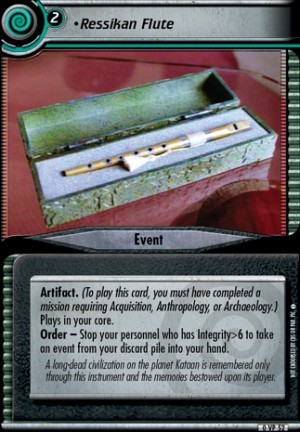 2
•Ressikan Flute
Event
Artifact. (To play this card, you must have completed a
mission requiring Acquisition, Anthropology, or Archaeology.)
Plays in your core.
Order – Stop your personnel who has Integrity>6 to take
an event from your discard pile into your hand.
A long-dead civilization on the planet Kataan is remembered only
through this instrument and the memories bestowed upon its player.
0 VP 52